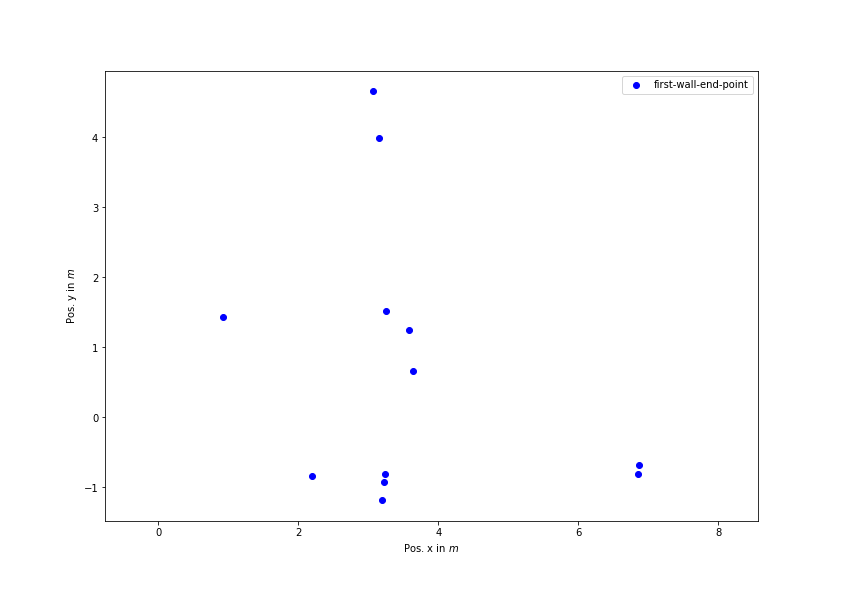 first-wall-end-point
4
3
2
1
0
−1
Pos. y in m
0 2 4 6 8
Pos. x in m